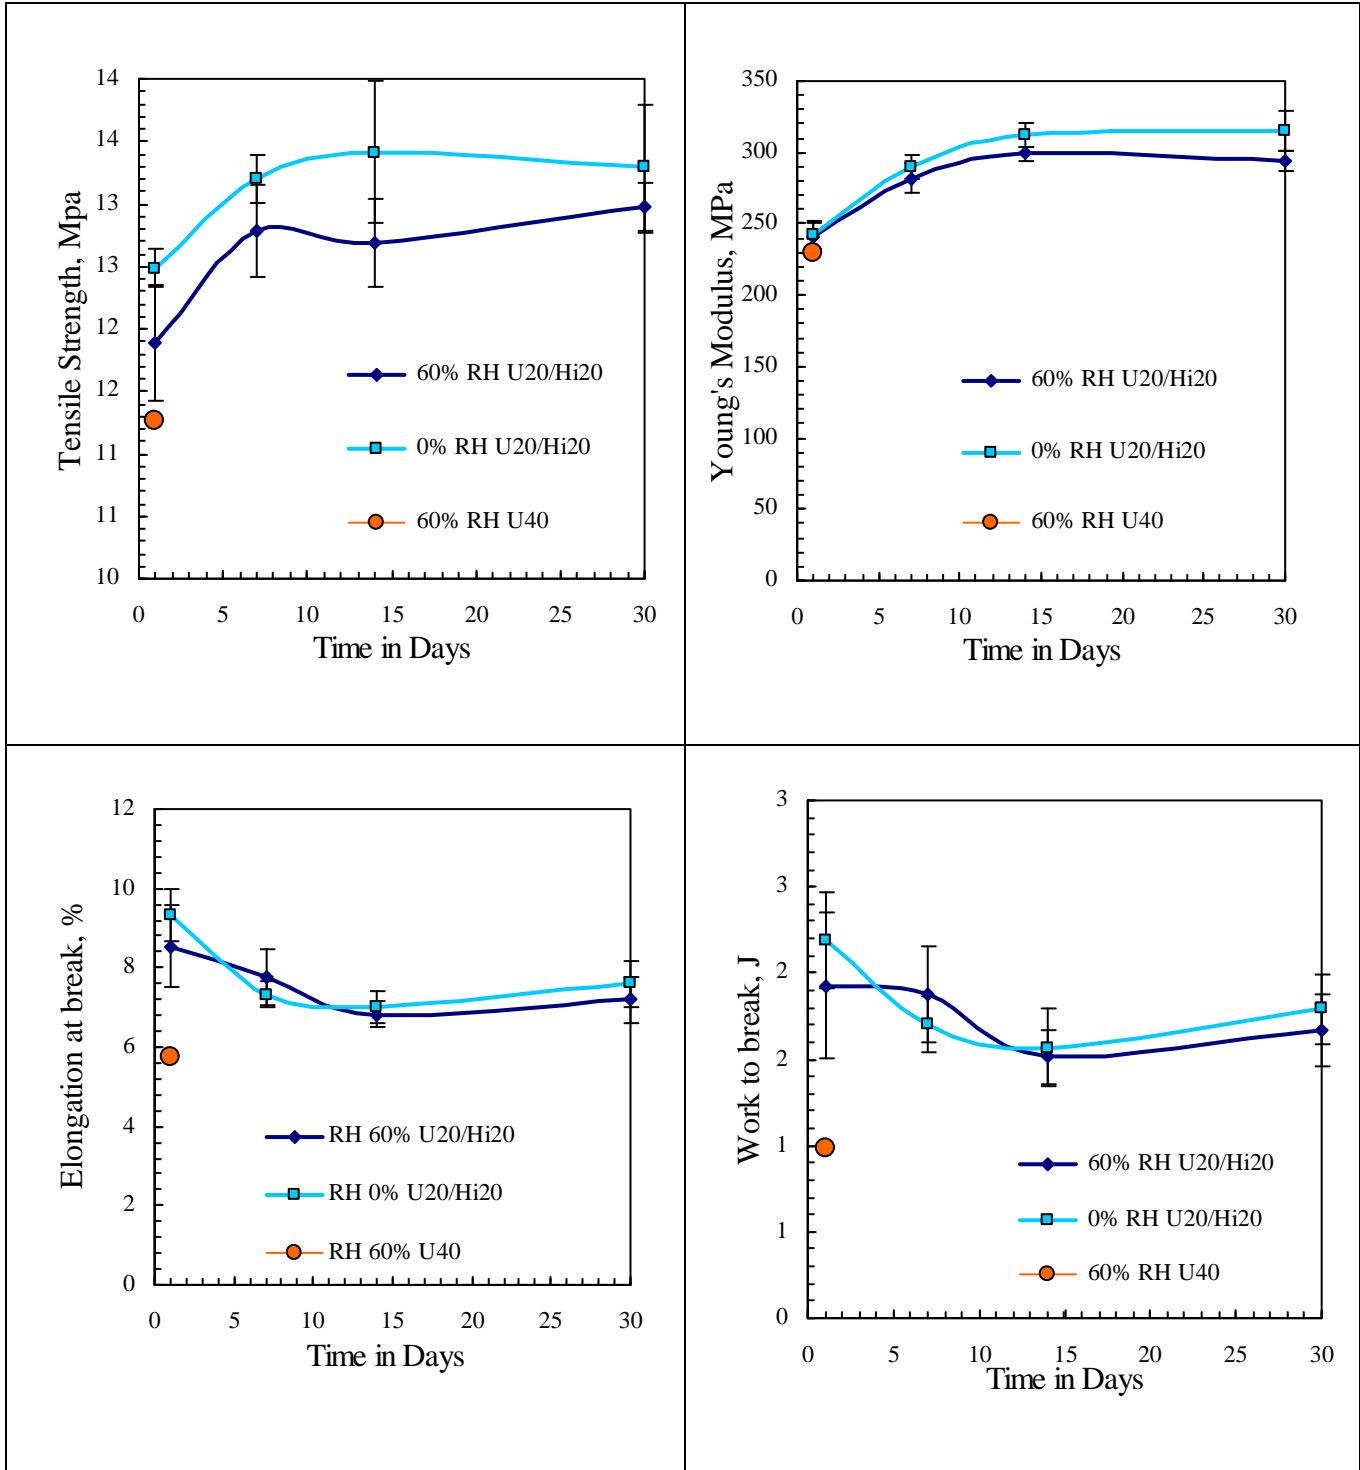 14
14
13
13
12
12
11
11
10
Tensile Strength, Mpa
60% RH U20/Hi20
0% RH U20/Hi20
60% RH U40
0 5 10 15 20 25 30
Time in Days
350
300
250
200
150
100
50
0
Young's Modulus, MPa
60% RH U20/Hi20
0% RH U20/Hi20
60% RH U40
0 5 10 15 20 25 30
Time in Days
12
10
8
6
4
2
0
Elongation at break, %
RH 60% U20/Hi20
RH 0% U20/Hi20
RH 60% U40
0 5 10 15 20 25 30
Time in Days
3
3
2
2
1
1
0
Work to break, J
60% RH U20/Hi20
0% RH U20/Hi20
60% RH U40
0 5 10 15 20 25 30
Time in Days